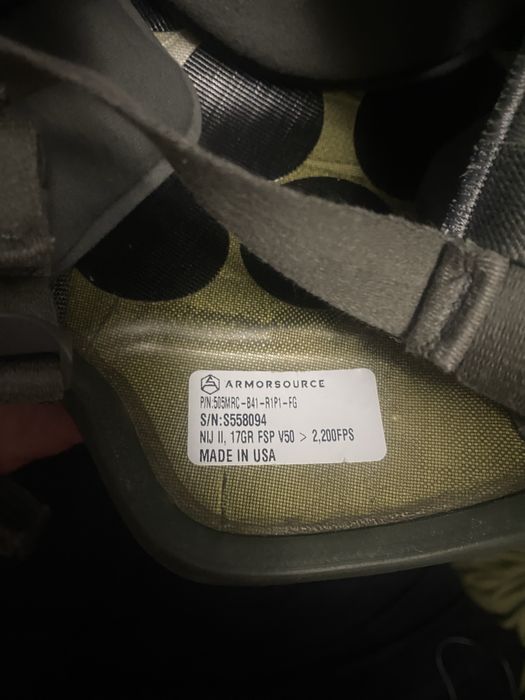 ARMORSOURCE
P/N:505MRC-B41-R1P1-FG
S/N:S558094
NIJ II, 17GR FSP V50 > 2,200FPS
MADE IN USA